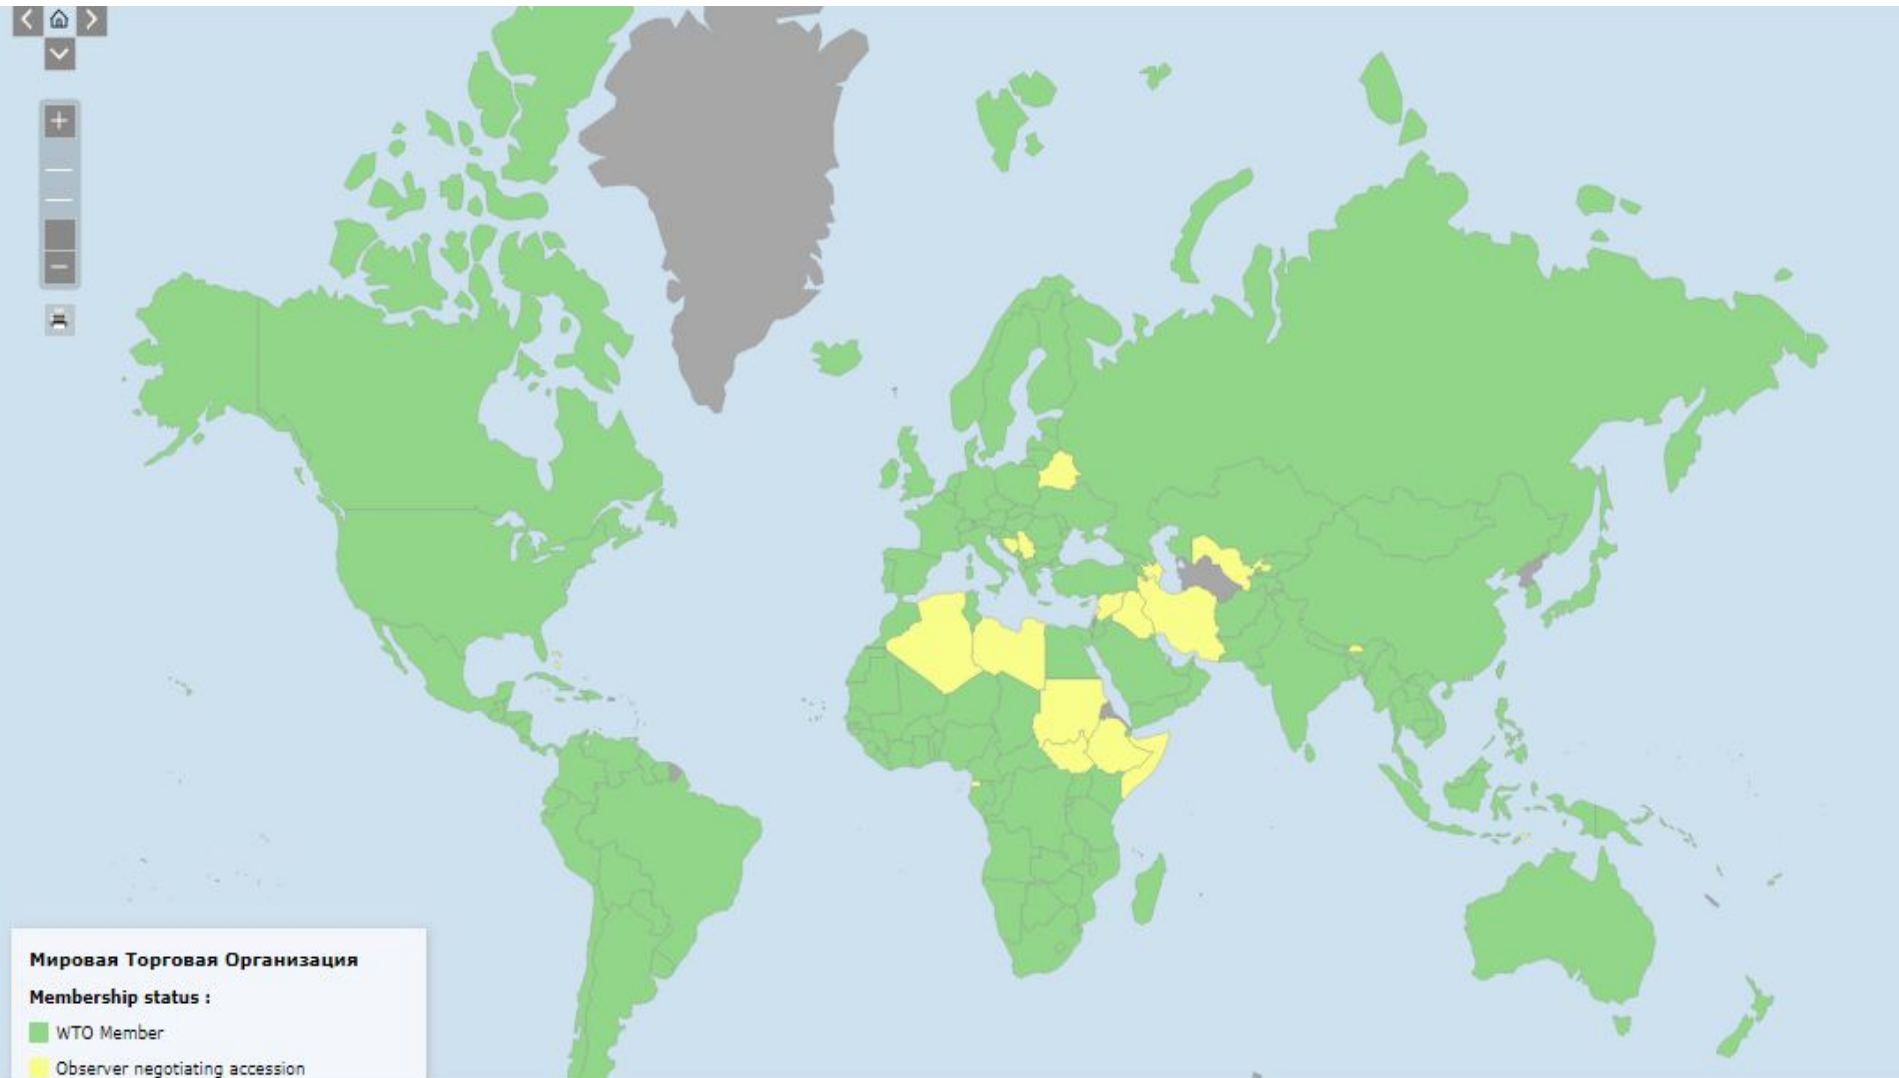 Мировая Торговая Организация
Membership status :
WTO Member
Observer negotiating accession